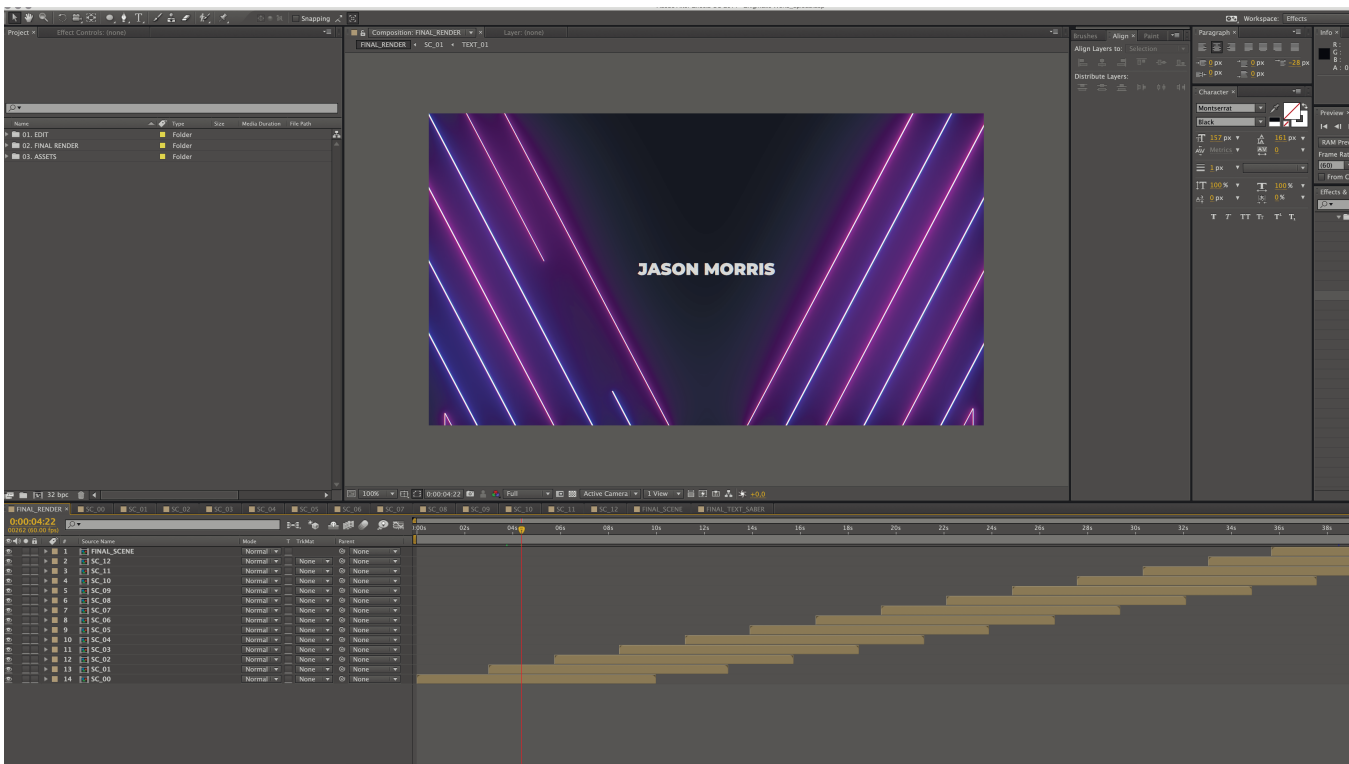 Snapping
Workspace: Effects
Project ×
Effect Controls: (none)
Composition: FINAL_RENDER ×
Layer: (none)
FINAL_RENDER
SC_01
TEXT_01
Brushes
Align ×
Paint
Align Layers to: Selection
Distribute Layers:
Paragraph ×
0 px 0 px -28 px
0 px 0 px
Character ×
Montserrat
Black
157 px 161 px
Metrics 0
1 px
100 % 100 %
0 px 0 %
T T TT Tт T' T,
Info ×
R :
G :
B :
A : 0
Preview ×
RAM Pre
Frame Rat
(60)
From C
Effects &
Name Type Size Media Duration File Path
01. EDIT Folder
02. FINAL RENDER Folder
03. ASSETS Folder
JASON MORRIS
32 bpc
100% 0:00:04:22 Full Active Camera 1 View +0,0
FINAL_RENDER × SC_00 SC_01 SC_02 SC_03 SC_04 SC_05 SC_06 SC_07 SC_08 SC_09 SC_10 SC_11 SC_12 FINAL_SCENE FINAL_TEXT_SABER
0:00:04:22
00262 (60.00 fps)
:00s 02s 04s 06s 08s 10s 12s 14s 16s 18s 20s 22s 24s 26s 28s 30s 32s 34s 36s 38s
# Source Name Mode T TrkMat Parent
1 FINAL_SCENE Normal None
2 SC_12 Normal None None
3 SC_11 Normal None None
4 SC_10 Normal None None
5 SC_09 Normal None None
6 SC_08 Normal None None
7 SC_07 Normal None None
8 SC_06 Normal None None
9 SC_05 Normal None None
10 SC_04 Normal None None
11 SC_03 Normal None None
12 SC_02 Normal None None
13 SC_01 Normal None None
14 SC_00 Normal None None